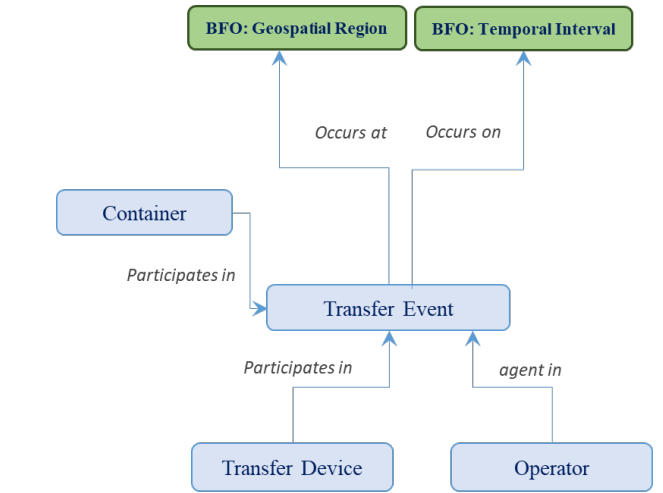 BFO: Geospatial Region
BFO: Temporal Interval
Occurs at
Occurs on
Container
Participates in
Transfer Event
Participates in
agent in
Transfer Device
Operator